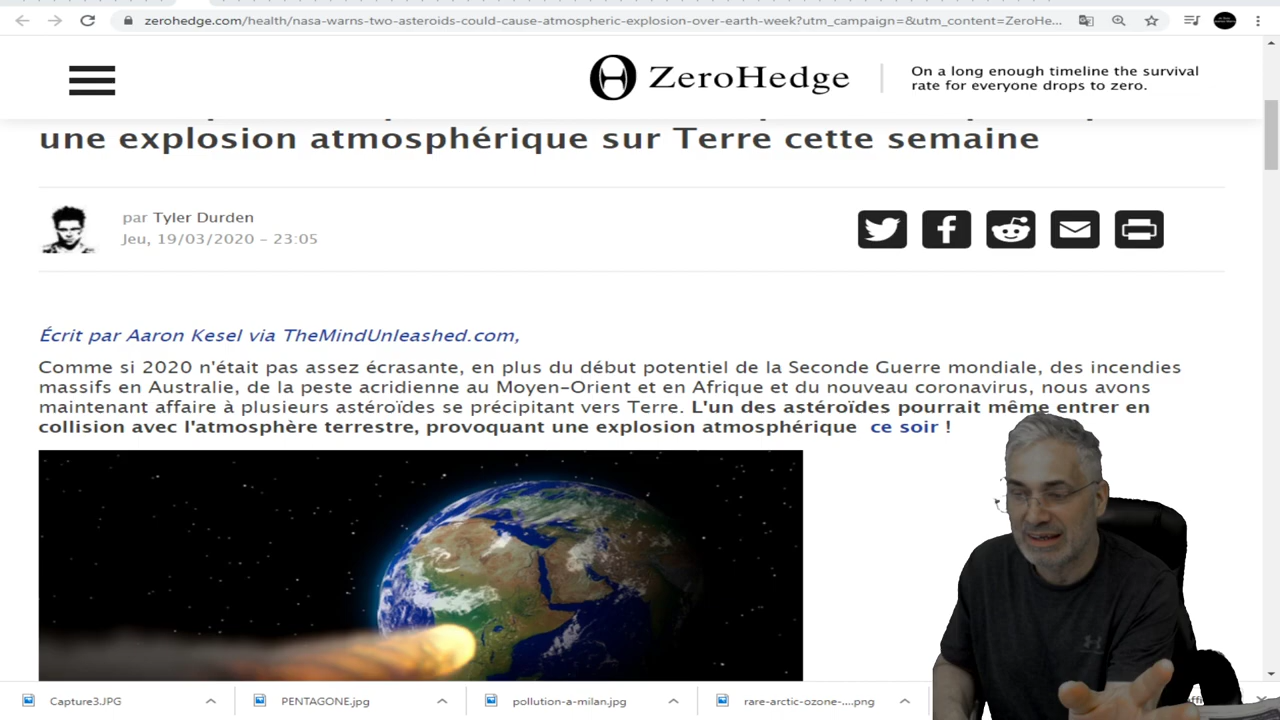 zerohedge.com/health/nasa-warns-two-asteroids-could-cause-atmospheric-explosion-over-earth-week?utm_campaign=&utm_content=ZeroHe...
ZeroHedge
On a long enough timeline the survival
rate for everyone drops to zero.
une explosion atmosphérique sur Terre cette semaine
par Tyler Durden
Jeu, 19/03/2020 - 23:05
Écrit par Aaron Kesel via TheMindUnleashed.com,
Comme si 2020 n'était pas assez écrasante, en plus du début potentiel de la Seconde Guerre mondiale, des incendies
massifs en Australie, de la peste acridienne au Moyen-Orient et en Afrique et du nouveau coronavirus, nous avons
maintenant affaire à plusieurs astéroïdes se précipitant vers Terre. L'un des astéroïdes pourrait même entrer en
collision avec l'atmosphère terrestre, provoquant une explosion atmosphérique ce soir !
Capture3.JPG
PENTAGONE.jpg
pollution-a-milan.jpg
rare-arctic-ozone-....png